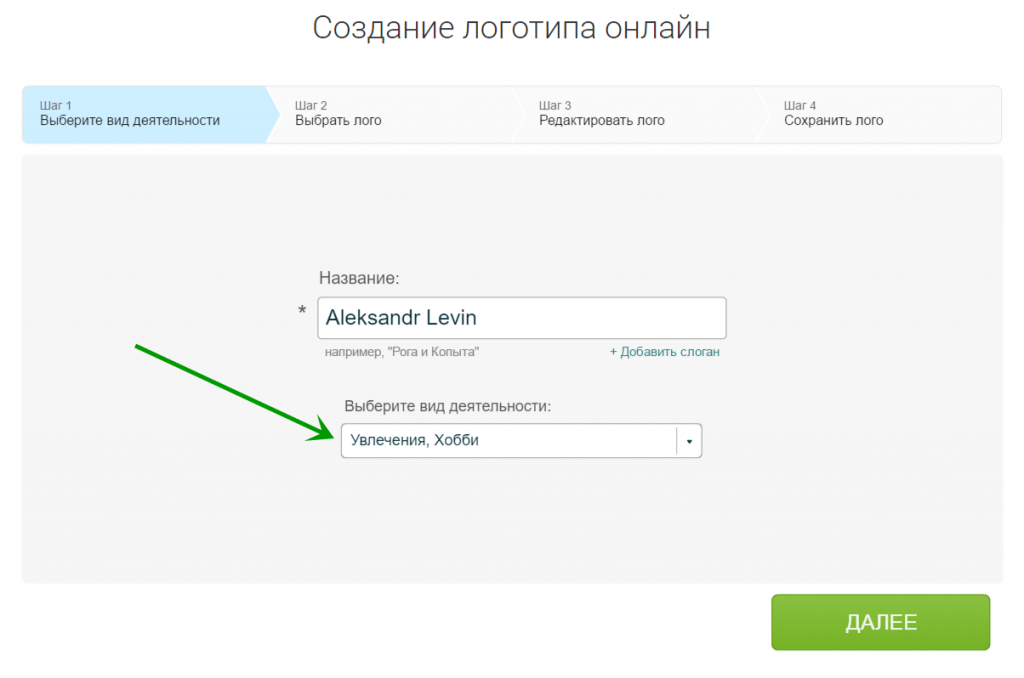 Создание логотипа онлайн
Шаг 1
Выберите вид деятельности
Шаг 2
Выбрать лого
Шаг 3
Редактировать лого
Шаг 4
Сохранить лого
Название:
* Aleksandr Levin
например, "Рога и Копыта" + Добавить слоган
Выберите вид деятельности:
Увлечения, Хобби
ДАЛЕЕ